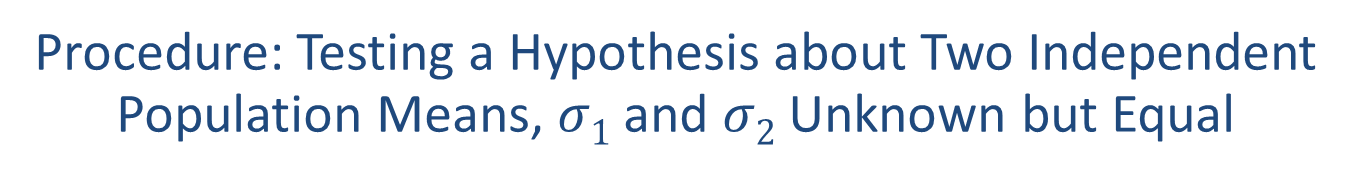 Procedure: Testing a Hypothesis about Two Independent
Population Means, σ₁ and σ₂ Unknown but Equal